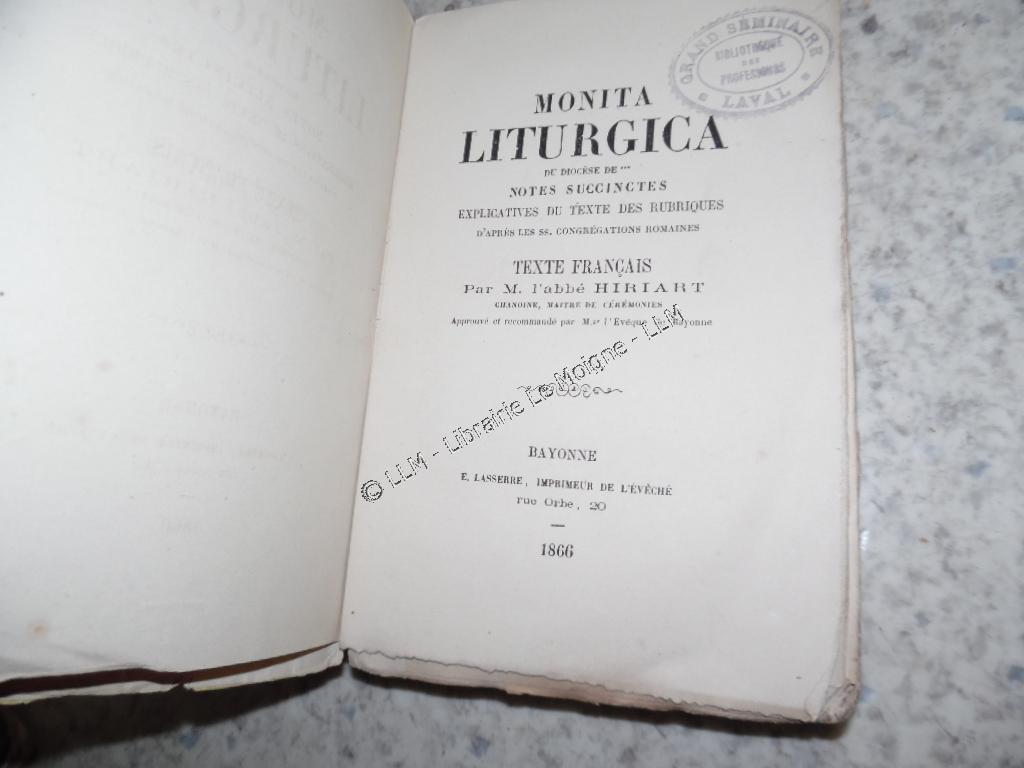 GRAND SÉMINAIRE
BIBLIOTHÈQUE
DES
PROFESSEURS
* LAVAL *
MONITA
LITURGICA
DU DIOCÈSE DE ***
NOTES SUCCINCTES
EXPLICATIVES DU TEXTE DES RUBRIQUES
D'APRÈS LES SS. CONGRÉGATIONS ROMAINES
TEXTE FRANÇAIS
Par M. l'abbé HIRIART
CHANOINE, MAITRE DE CÉRÉMONIES
Approuvé et recommandé par M.gr l'Evêque de Bayonne
© LLM - Librairie Le Moigne - LLM
BAYONNE
E. LASSERRE, IMPRIMEUR DE L'ÉVÊCHÉ
rue Orbe, 20
1866